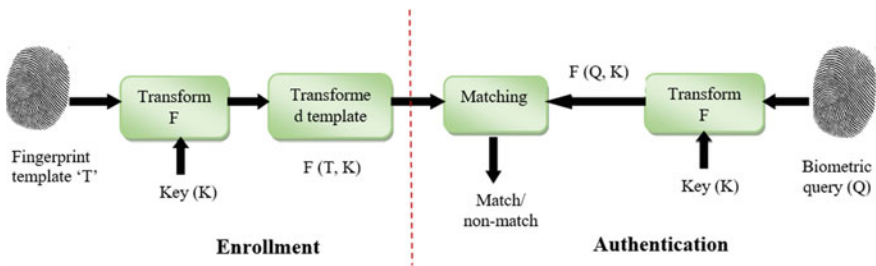 Fingerprint
template ‘T’
Transform
F
Key (K)
Transforme
d template
F (T, K)
Enrollment
Matching
Match/
non-match
F (Q, K)
Transform
F
Key (K)
Biometric
query (Q)
Authentication